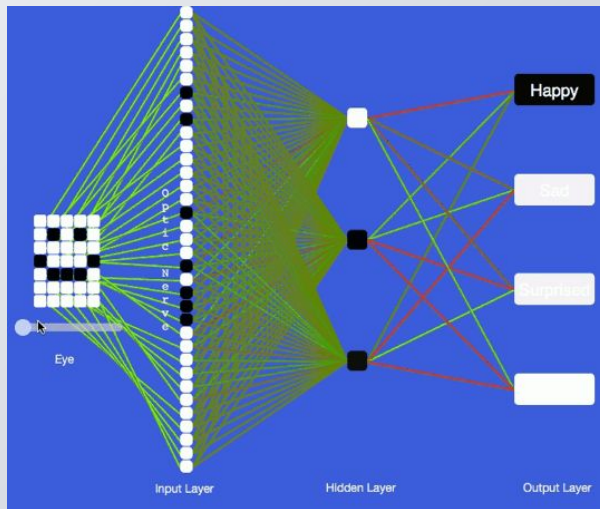 Happy
Sad
Surprised
Optic Nerve
Eye
Input Layer
Hidden Layer
Output Layer